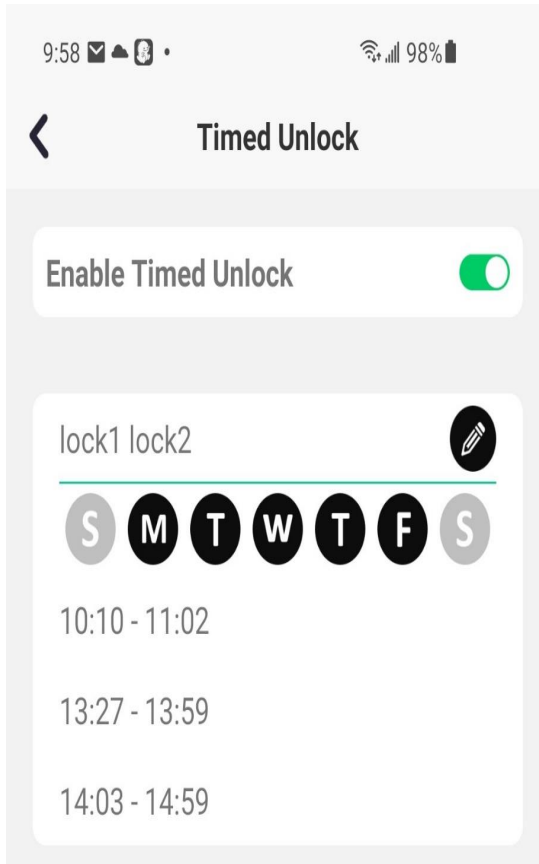 9:58 98%
Timed Unlock
Enable Timed Unlock
lock1 lock2
S M T W T F S
10:10 - 11:02
13:27 - 13:59
14:03 - 14:59